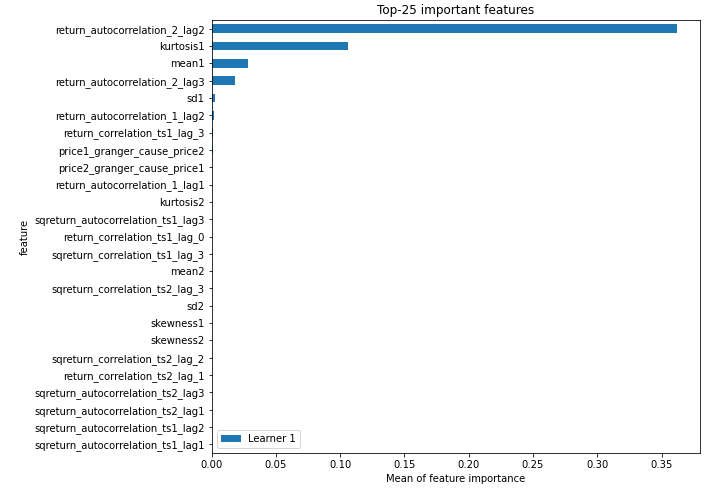 Top-25 important features
return_autocorrelation_2_lag2
kurtosis1
mean1
return_autocorrelation_2_lag3
sd1
return_autocorrelation_1_lag2
return_correlation_ts1_lag_3
price1_granger_cause_price2
price2_granger_cause_price1
return_autocorrelation_1_lag1
kurtosis2
sqreturn_autocorrelation_ts1_lag3
return_correlation_ts1_lag_0
sqreturn_correlation_ts1_lag_3
mean2
sqreturn_correlation_ts2_lag_3
sd2
skewness1
skewness2
sqreturn_correlation_ts2_lag_2
return_correlation_ts2_lag_1
sqreturn_autocorrelation_ts2_lag3
sqreturn_autocorrelation_ts2_lag1
sqreturn_autocorrelation_ts1_lag2
sqreturn_autocorrelation_ts1_lag1
feature
Learner 1
0.00 0.05 0.10 0.15 0.20 0.25 0.30 0.35
Mean of feature importance